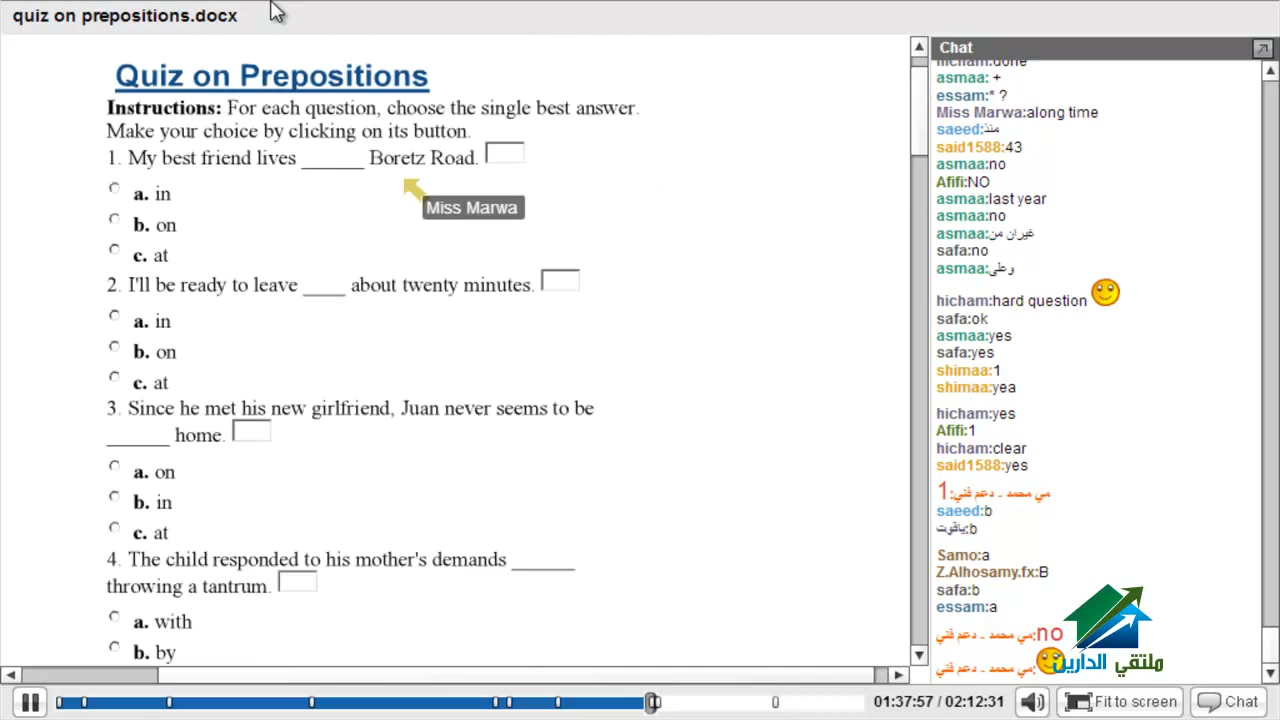 quiz on prepositions.docx
Quiz on Prepositions
Instructions: For each question, choose the single best answer.
Make your choice by clicking on its button.
1. My best friend lives ______ Boretz Road.
Miss Marwa
a. in
b. on
c. at
2. I'll be ready to leave ____ about twenty minutes.
a. in
b. on
c. at
3. Since he met his new girlfriend, Juan never seems to be
______ home.
a. on
b. in
c. at
4. The child responded to his mother's demands ______
throwing a tantrum.
a. with
b. by
Chat
hicham:done
asmaa: +
essam:* ?
Miss Marwa:along time
saeed:منذ
said1588:43
asmaa:no
Afifi:NO
asmaa:last year
asmaa:no
asmaa:غيران من
safa:no
asmaa:وعلى
hicham:hard question
safa:ok
asmaa:yes
safa:yes
shimaa:1
shimaa:yea
hicham:yes
Afifi:1
hicham:clear
said1588:yes
مي محمد - دعم فني:1
saeed:b
ياقوت:b
Samo:a
Z.Alhosamy.fx:B
safa:b
essam:a
مي محمد - دعم فني:no
مي محمد - دعم فني:
ملتقي الدارين
01:37:57 / 02:12:31
Fit to screen
Chat